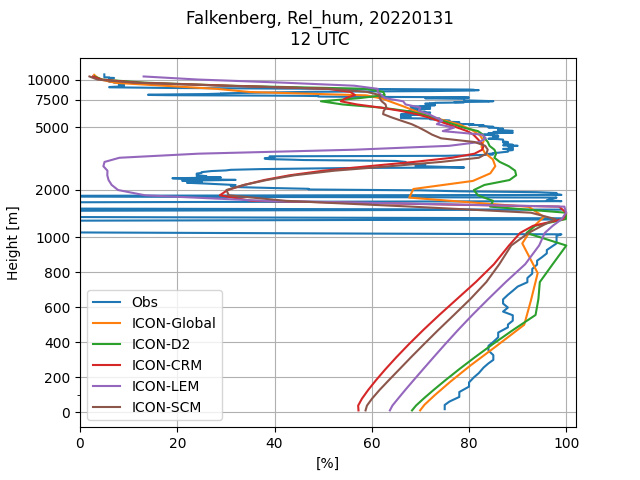 Falkenberg, Rel_hum, 20220131
12 UTC
10000
7500
5000
2000
1000
800
600
400
200
0
Height [m]
Obs
ICON-Global
ICON-D2
ICON-CRM
ICON-LEM
ICON-SCM
0 20 40 60 80 100
[%]